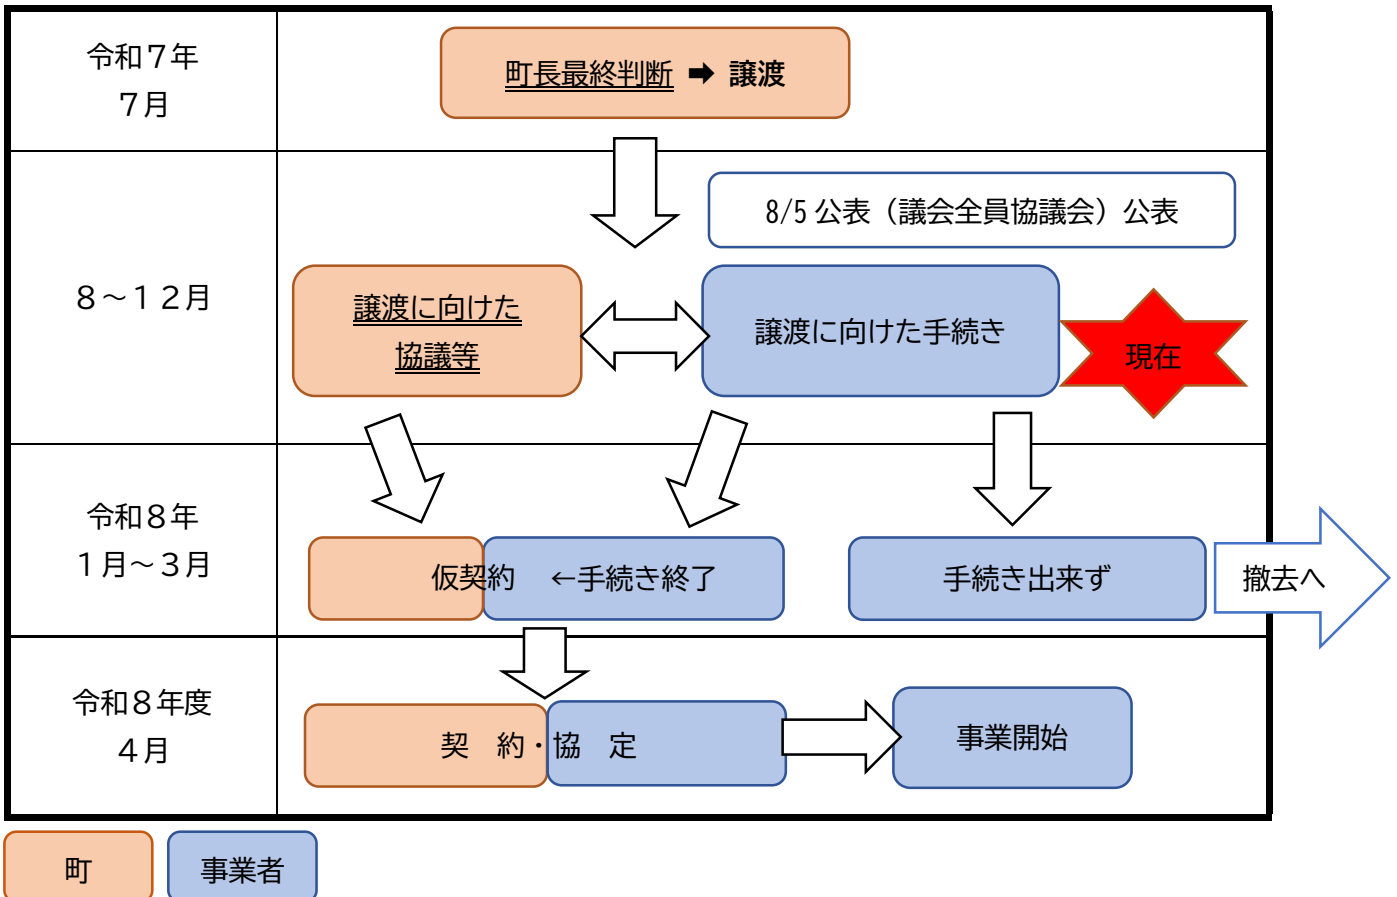 令和７年
７月
町長最終判断 ➡ 譲渡
8/5 公表（議会全員協議会）公表
８～１２月
譲渡に向けた
協議等
譲渡に向けた手続き
現在
令和８年
１月～３月
仮契約 ←手続き終了
手続き出来ず
撤去へ
令和８年度
４月
契　約・協　定
事業開始
町
事業者